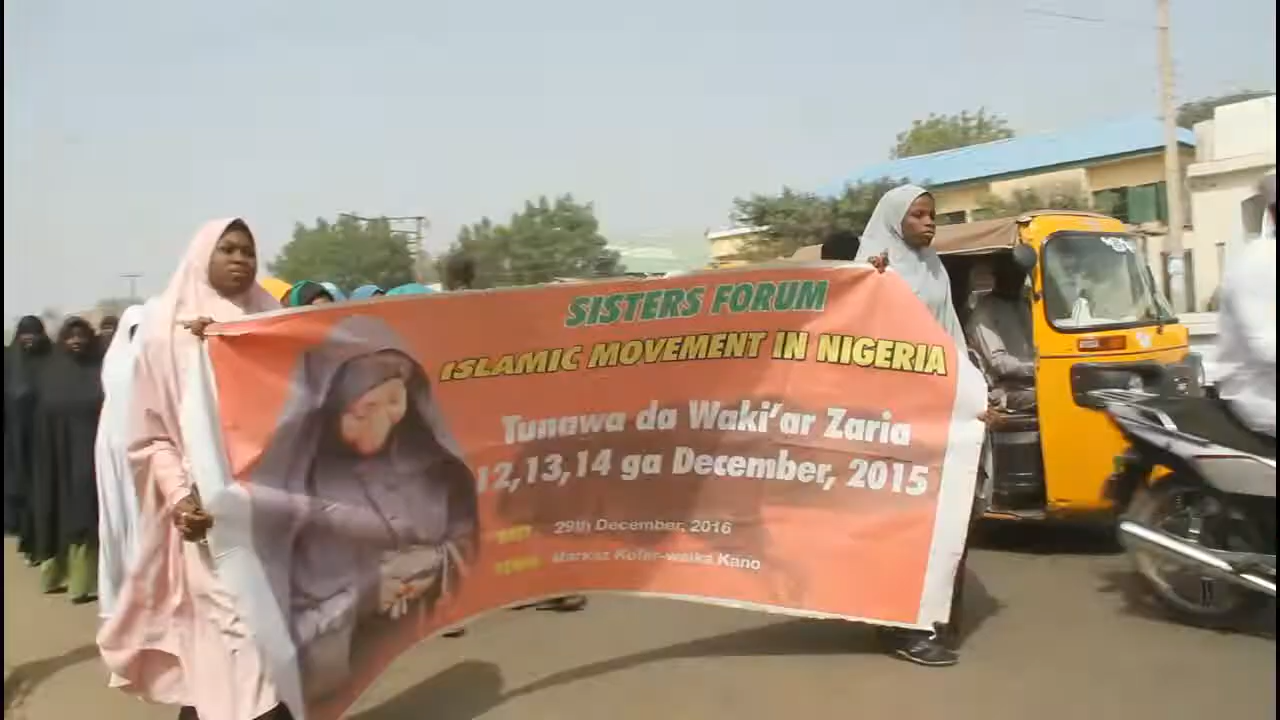 SISTERS FORUM
ISLAMIC MOVEMENT IN NIGERIA
Tunawa da Waki'ar Zaria
12,13,14 ga December, 2015
29th December, 2016
Markaz Kofar-waika Kano